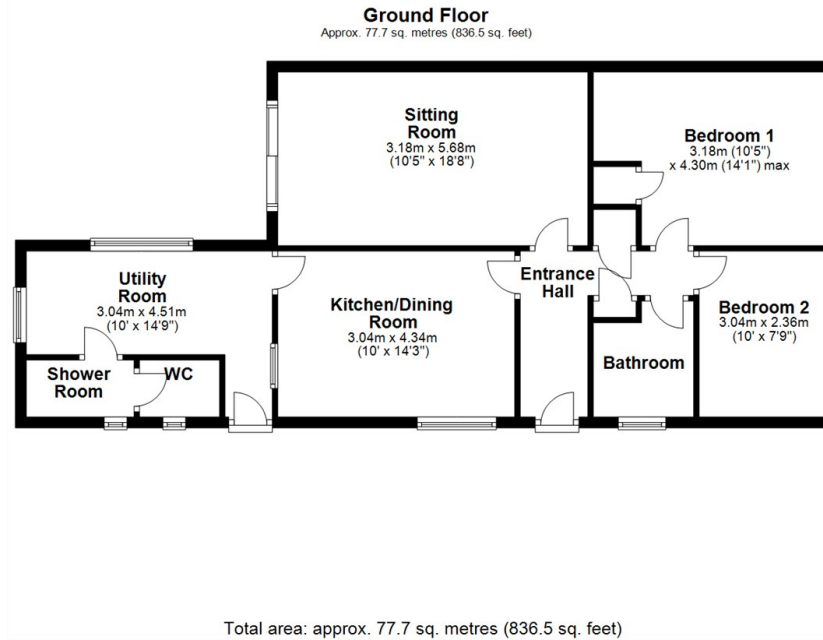 Ground Floor
Approx. 77.7 sq. metres (836.5 sq. feet)
Sitting
Room
3.18m x 5.68m
(10'5" x 18'8")
Bedroom 1
3.18m (10'5")
x 4.30m (14'1") max
Utility
Room
3.04m x 4.51m
(10' x 14'9")
Kitchen/Dining
Room
3.04m x 4.34m
(10' x 14'3")
Entrance
Hall
Bedroom 2
3.04m x 2.36m
(10' x 7'9")
Bathroom
Shower
Room
WC
Total area: approx. 77.7 sq. metres (836.5 sq. feet)